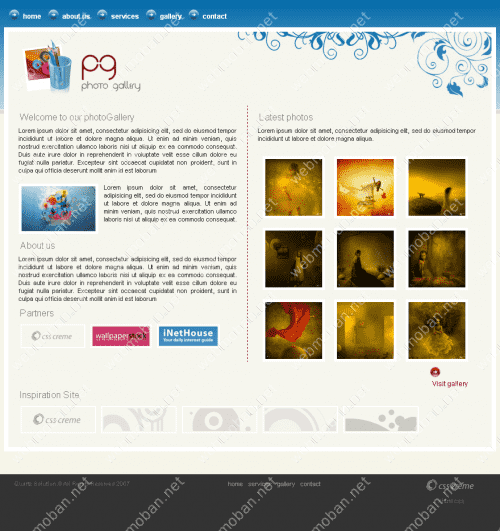 home about us services gallery contact
pg
photo gallery
Welcome to our photoGallery
Lorem ipsum dolor sit amet, consectetur adipisicing elit, sed do eiusmod tempor
incididunt ut labore et dolore magna aliqua. Ut enim ad minim veniam, quis
nostrud exercitation ullamco laboris nisi ut aliquip ex ea commodo consequat.
Duis aute irure dolor in reprehenderit in voluptate velit esse cillum dolore eu
fugiat nulla pariatur. Excepteur sint occaecat cupidatat non proident, sunt in
culpa qui officia deserunt mollit anim id est laborum
Lorem ipsum dolor sit amet, consectetur
adipisicing elit, sed do eiusmod tempor incididunt
ut labore et dolore magna aliqua. Ut enim ad
minim veniam, quis nostrud exercitation ullamco
laboris nisi ut aliquip ex ea commodo consequat.
About us
Lorem ipsum dolor sit amet, consectetur adipisicing elit, sed do eiusmod tempor
incididunt ut labore et dolore magna aliqua. Ut enim ad minim veniam, quis
nostrud exercitation ullamco laboris nisi ut aliquip ex ea commodo consequat.
Duis aute irure dolor in reprehenderit in voluptate velit esse cillum dolore eu
fugiat nulla pariatur. Excepteur sint occaecat cupidatat non proident, sunt in
culpa qui officia deserunt mollit anim id est laborum
Partners
css creme
wallpaperstock
iNetHouse
Your daily internet guide
Latest photos
Lorem ipsum dolor sit amet, consectetur adipisicing elit, sed do eiusmod tempor
incididunt ut labore et dolore magna aliqua.
Visit gallery
Inspiration Site
css creme
home services gallery contact
css creme